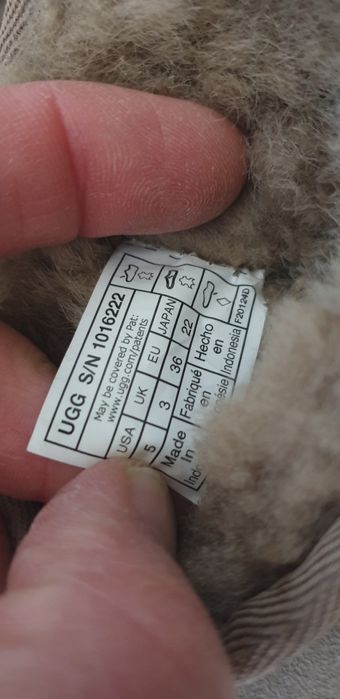 UGG S/N 1016222
May be covered by Pat:
www.ugg.com/patents
USA UK EU JAPAN
5 3 36 22
Made Fabriqué Hecho
In en en
Indonesia
F20124D